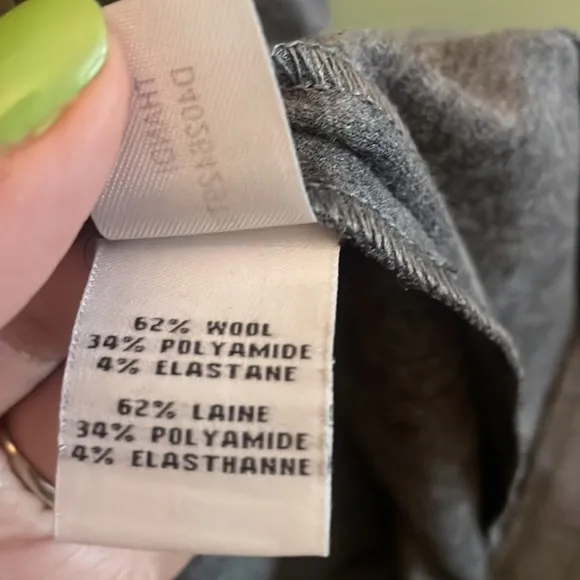 62% WOOL
34% POLYAMIDE
4% ELASTANE
62% LAINE
34% POLYAMIDE
4% ELASTHANNE